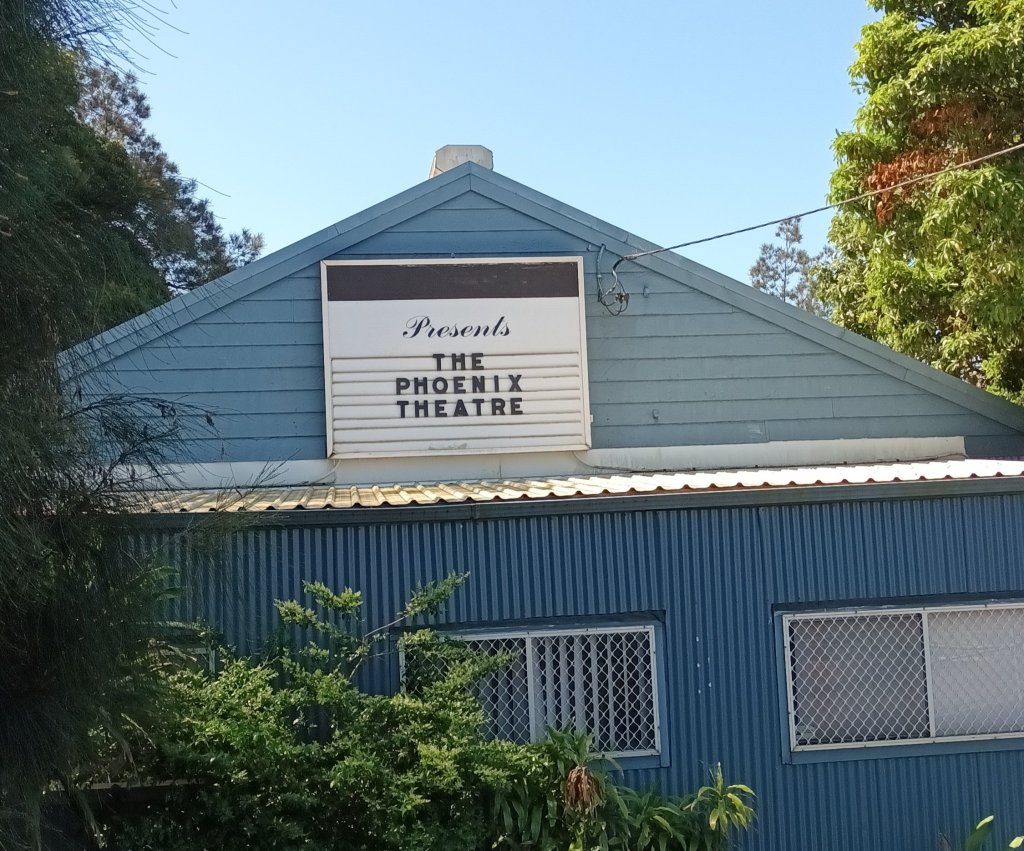 Presents
THE
PHOENIX
THEATRE